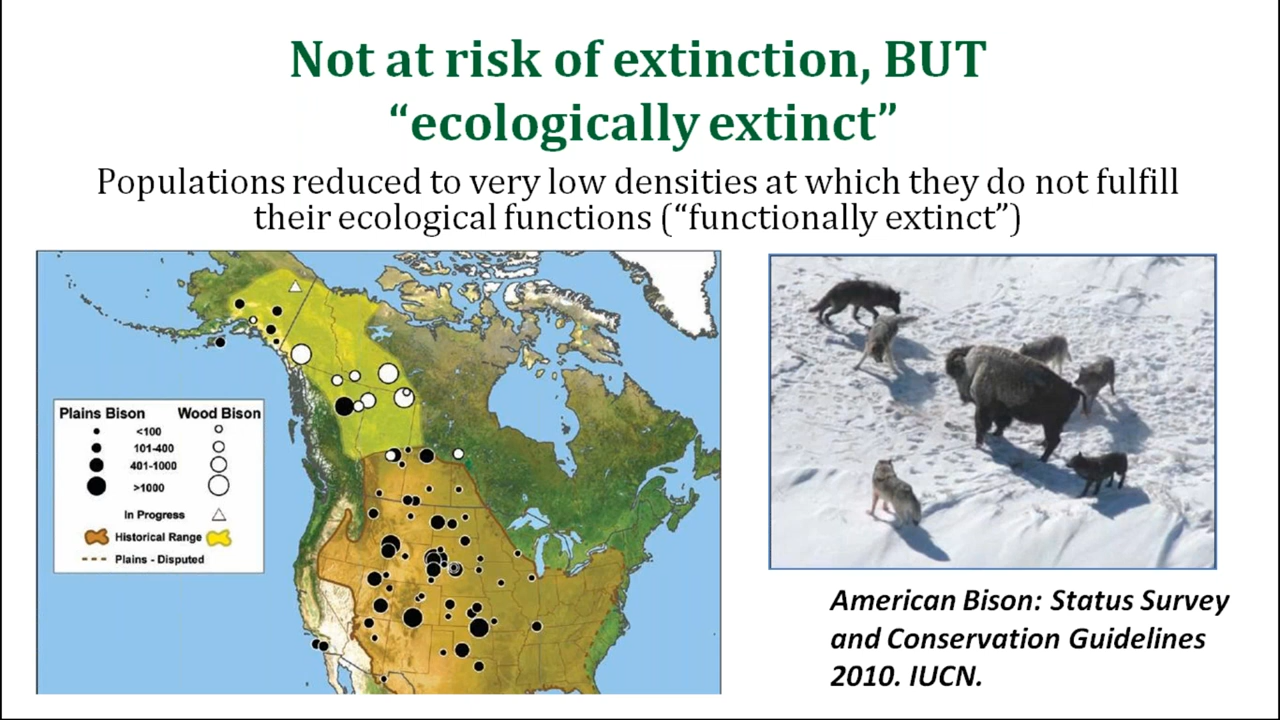 Not at risk of extinction, BUT
“ecologically extinct”
Populations reduced to very low densities at which they do not fulfill
their ecological functions (“functionally extinct”)
Plains Bison Wood Bison
<100
101-400
401-1000
>1000
In Progress
Historical Range
Plains - Disputed
American Bison: Status Survey
and Conservation Guidelines
2010. IUCN.